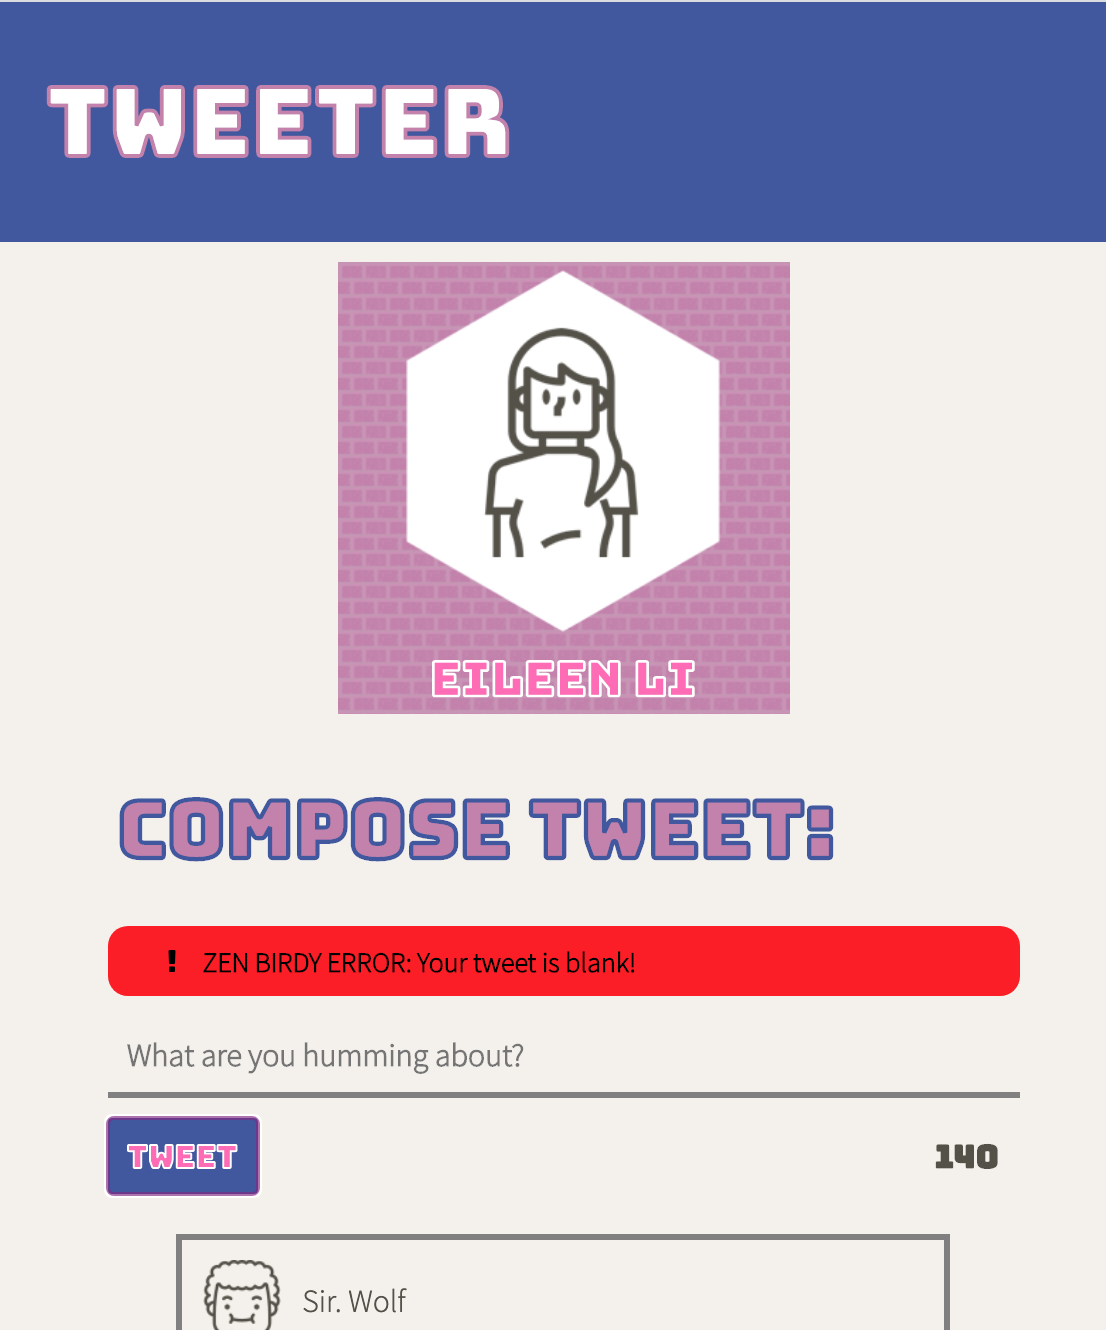 TWEETER
EILEEN LI
COMPOSE TWEET:
! ZEN BIRDY ERROR: Your tweet is blank!
What are you humming about?
TWEET
140
Sir. Wolf